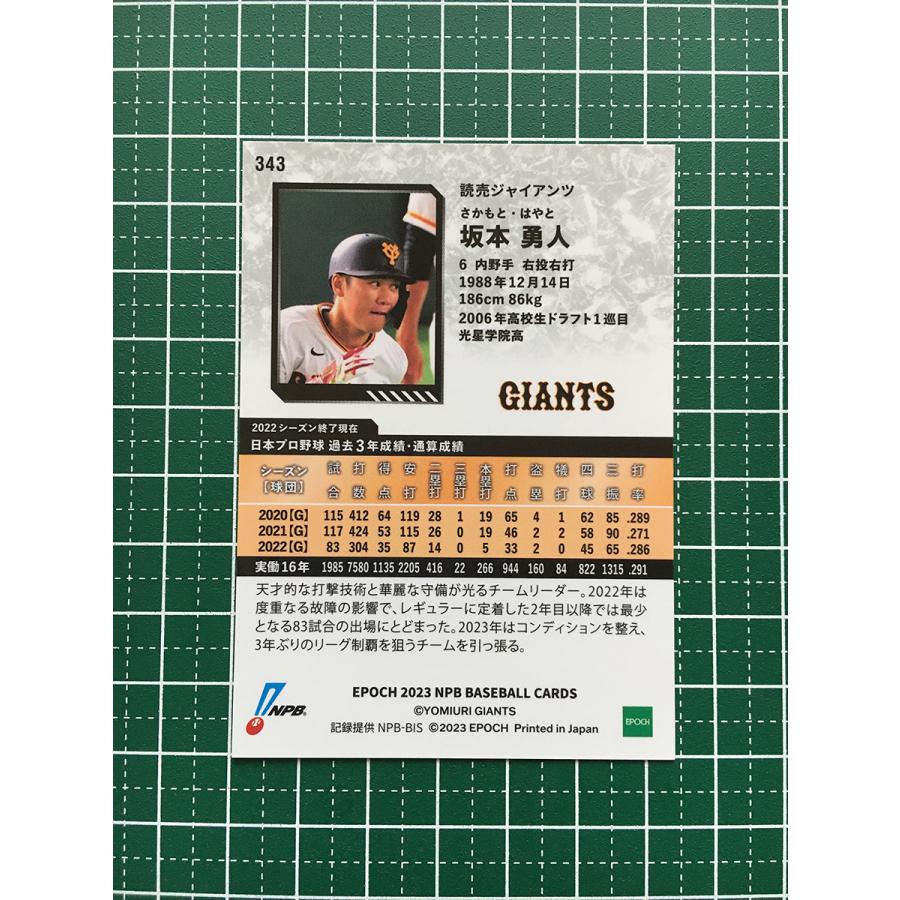 343
読売ジャイアンツ
さかもと・はやと
坂本 勇人
6 内野手 右投右打
1988年12月14日
186cm 86kg
2006年高校生ドラフト1巡目
光星学院高
GIANTS
2022シーズン終了現在
日本プロ野球 過去3年成績・通算成績
シーズン【球団】 試合 打数 得点 安打 二塁打 三塁打 本塁打 打点 盗塁 犠打 四球 三振 打率
2020【G】 115 412 64 119 28 1 19 65 4 1 62 85 .289
2021【G】 117 424 53 115 26 0 19 46 2 2 58 90 .271
2022【G】 83 304 35 87 14 0 5 33 2 0 45 65 .286
実働16年 1985 7580 1135 2205 416 22 266 944 160 84 822 1315 .291
天才的な打撃技術と華麗な守備が光るチームリーダー。2022年は
度重なる故障の影響で、レギュラーに定着した2年目以降では最少
となる83試合の出場にとどまった。2023年はコンディションを整え、
3年ぶりのリーグ制覇を狙うチームを引っ張る。
NPB
EPOCH 2023 NPB BASEBALL CARDS
©YOMIURI GIANTS
記録提供 NPB-BIS ©2023 EPOCH Printed in Japan
EPOCH